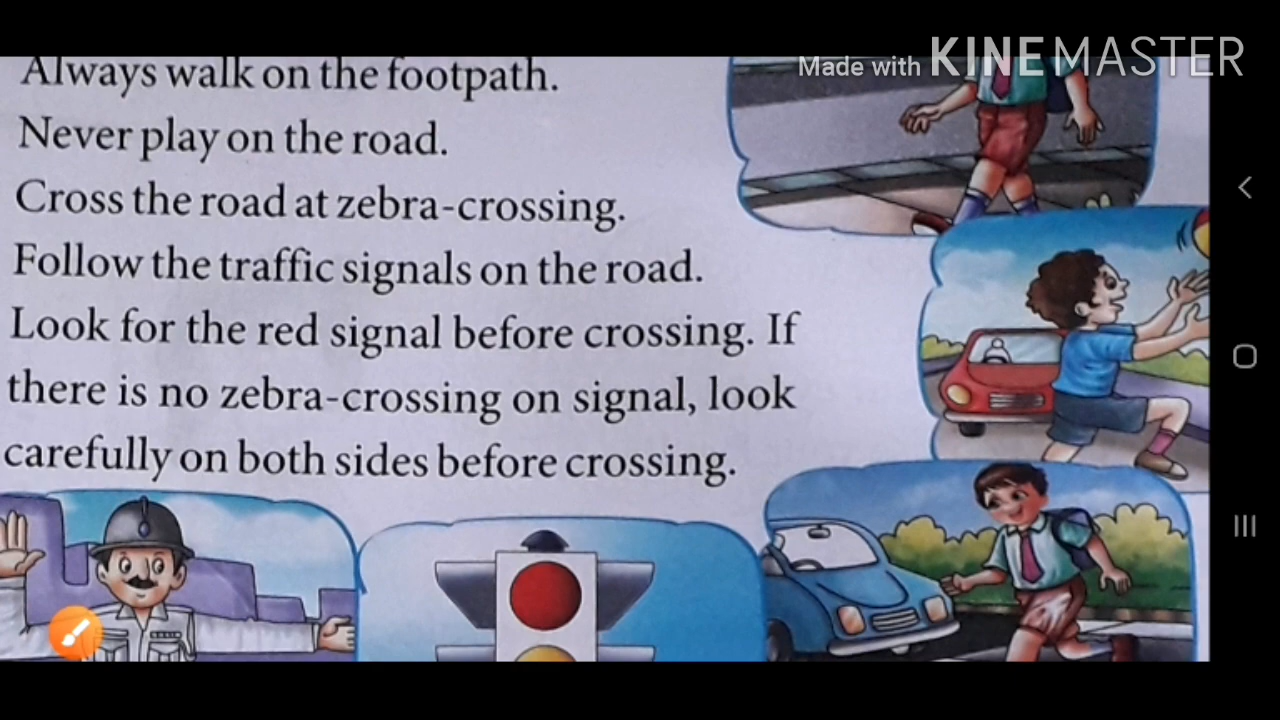 Made with KINEMASTER
Always walk on the footpath.
Never play on the road.
Cross the road at zebra-crossing.
Follow the traffic signals on the road.
Look for the red signal before crossing. If
there is no zebra-crossing on signal, look
carefully on both sides before crossing.